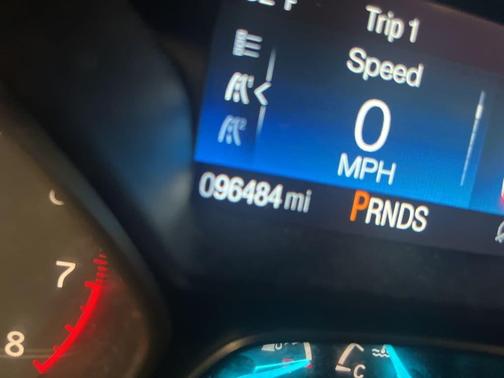 Trip 1
Speed
0
MPH
096484 mi
PRNDS
7
8
C